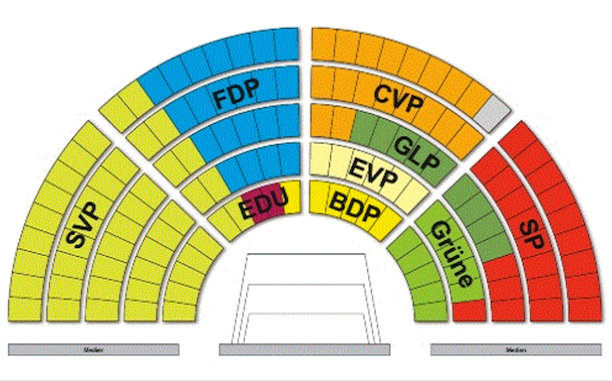 FDP
CVP
GLP
EVP
EDU
BDP
SVP
Grüne
SP
Medien
Medien